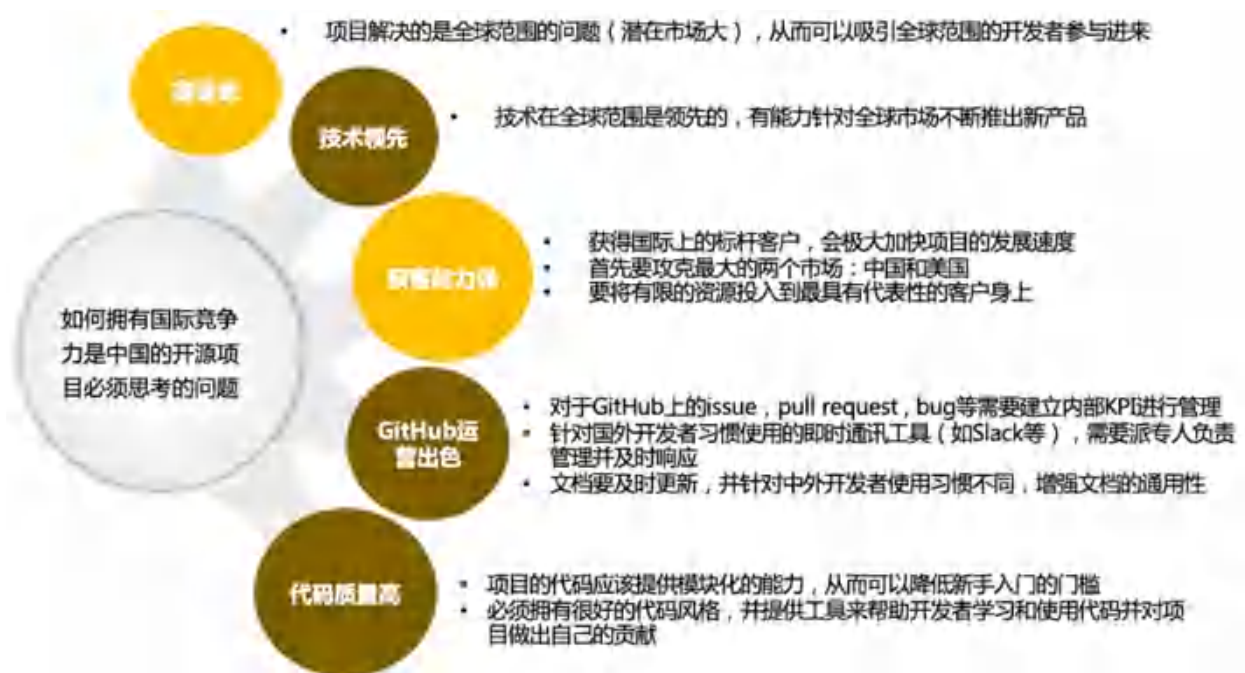 项目解决的是全球范围的问题（潜在市场大），从而可以吸引全球范围的开发者参与进来
技术领先
技术在全球范围是领先的，有能力针对全球市场不断推出新产品
获客能力强
获得国际上的标杆客户，会极大加快项目的发展速度
首先要攻克最大的两个市场：中国和美国
要将有限的资源投入到最具有代表性的客户身上
如何拥有国际竞争
力是中国的开源项
目必须思考的问题
GitHub运
营出色
对于GitHub上的issue，pull request，bug等需要建立内部KPI进行管理
针对国外开发者习惯使用的即时通讯工具（如Slack等），需要派专人负责
管理并及时响应
文档要及时更新，并针对中外开发者使用习惯不同，增强文档的通用性
代码质量高
项目的代码应该提供模块化的能力，从而可以降低新手入门的门槛
必须拥有很好的代码风格，并提供工具来帮助开发者学习和使用代码并对项
目做出自己的贡献